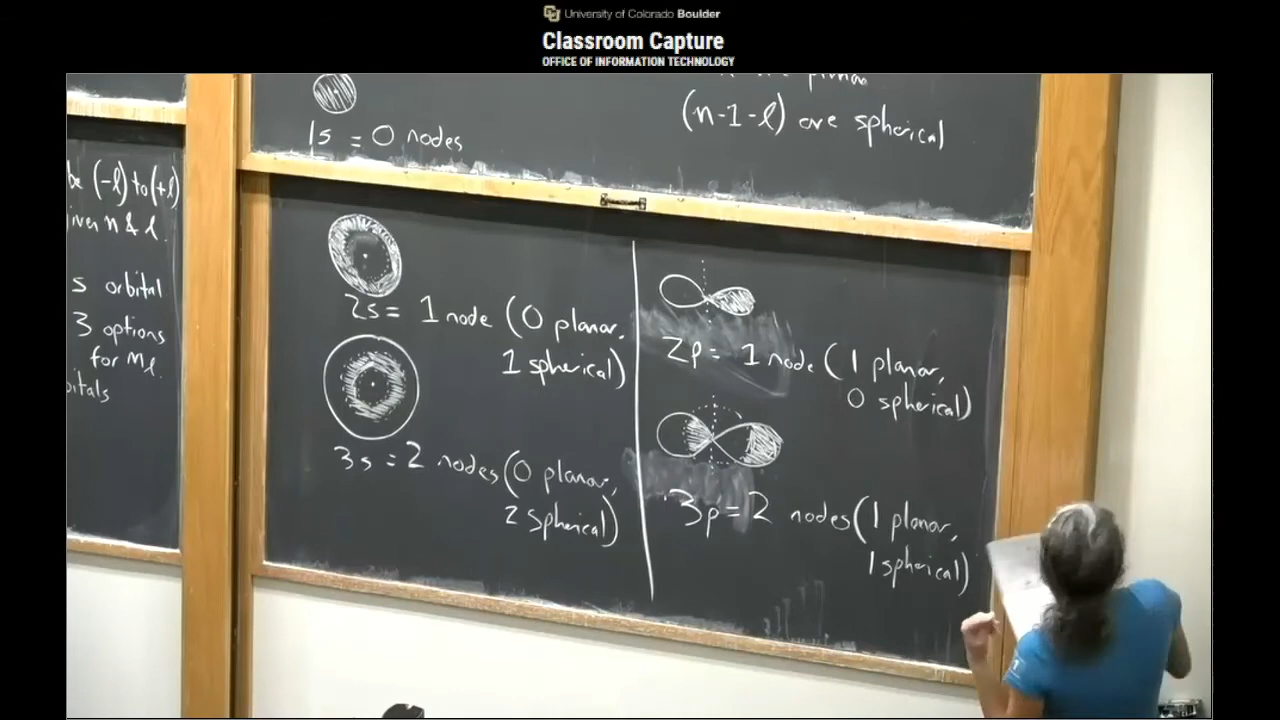 University of Colorado Boulder
Classroom Capture
OFFICE OF INFORMATION TECHNOLOGY
1s = 0 nodes
(n-1-l) are spherical
be (-l) to (+l)
given n & l.
s orbital
3 options
for Ml.
2s = 1 node (0 planar,
1 spherical)
3s = 2 nodes (0 planar,
2 spherical)
2p = 1 node (1 planar,
0 spherical)
3p = 2 nodes (1 planar,
1 spherical)